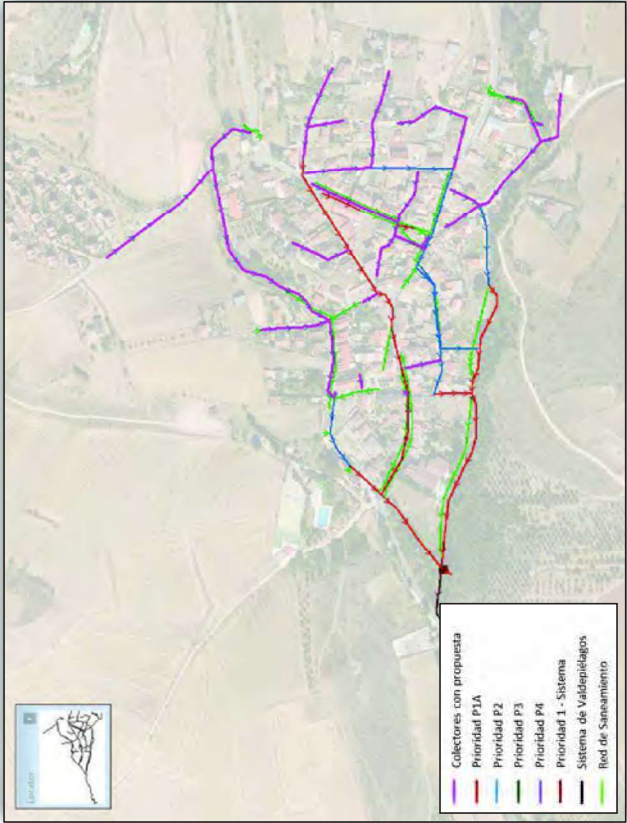 Locator
Colectores con propuesta
Prioridad P1A
Prioridad P2
Prioridad P3
Prioridad P4
Prioridad 1 - Sistema
Sistema de Valdepiélagos
Red de Saneamiento